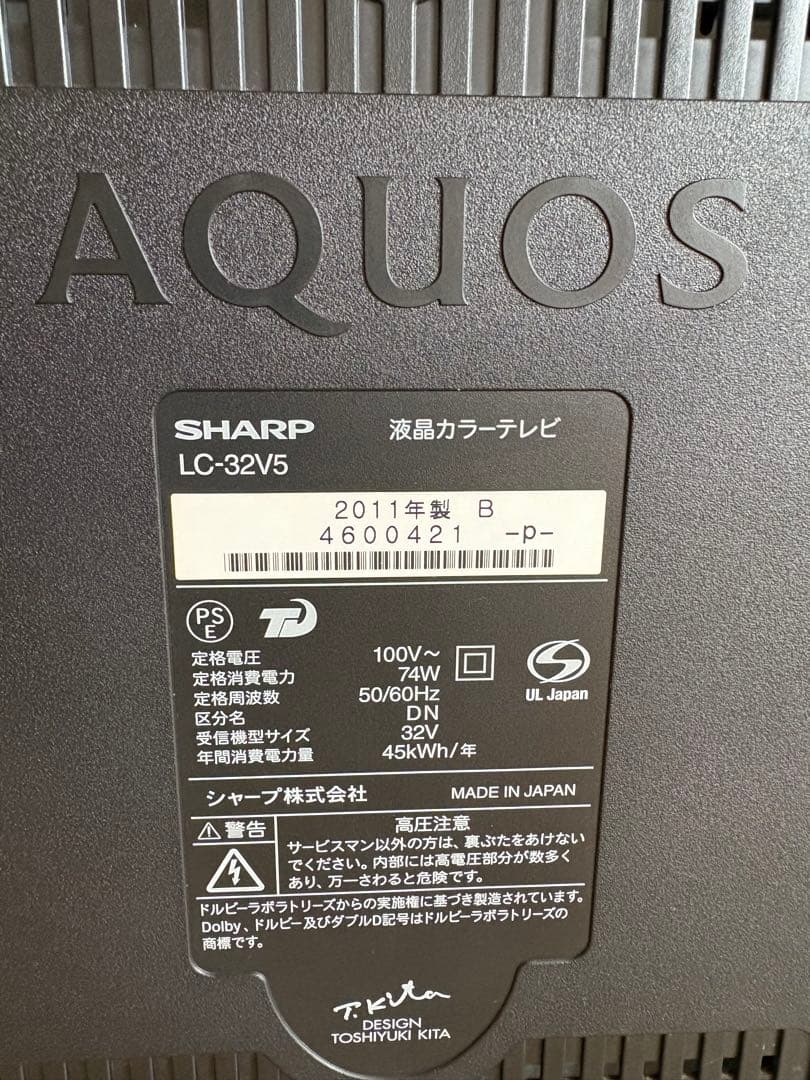 AQUOS
SHARP 液晶カラーテレビ
LC-32V5
2011年製 B
4600421 -p-
PS
E
定格電圧 100V～
定格消費電力 74W
定格周波数 50/60Hz
区分名 DN
受信機型サイズ 32V
年間消費電力量 45kWh/年
UL Japan
シャープ株式会社 MADE IN JAPAN
警告
高圧注意
サービスマン以外の方は、裏ぶたをあけない
でください。内部には高電圧部分が数多く
あり、万一さわると危険です。
ドルビーラボラトリーズからの実施権に基づき製造されています。
Dolby、ドルビー及びダブルD記号はドルビーラボラトリーズの
商標です。
T.Kita
DESIGN
TOSHIYUKI KITA